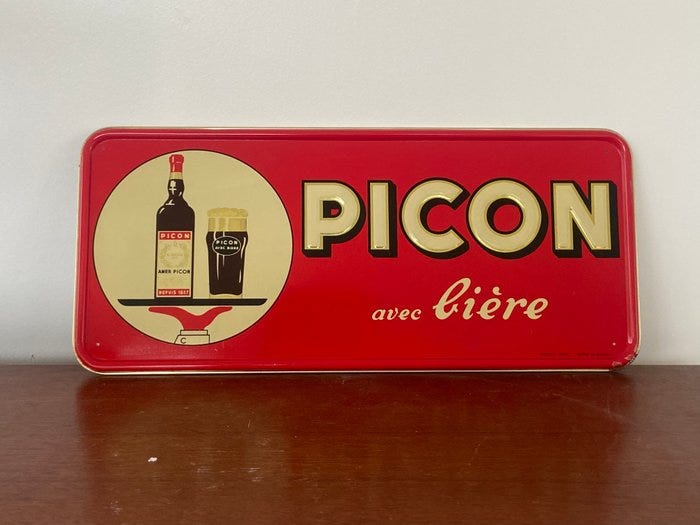 PICON
avec bière
PICON
AMER PICON
DEPUIS 1837
PICON
AVEC BIÈRE
C